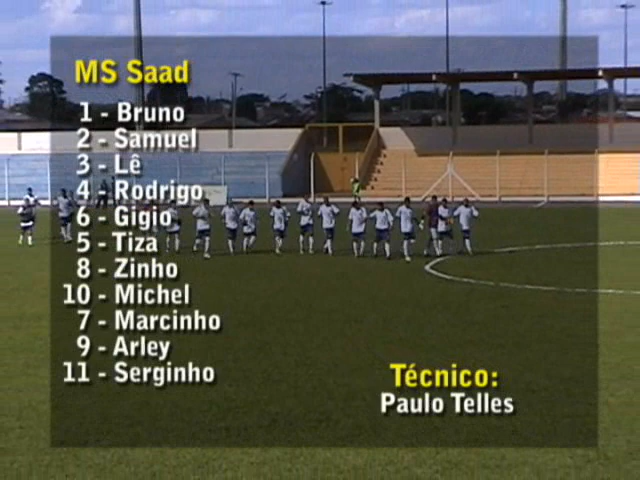 MS Saad
1 - Bruno
2 - Samuel
3 - Lê
4 - Rodrigo
6 - Gigio
5 - Tiza
8 - Zinho
10 - Michel
7 - Marcinho
9 - Arley
11 - Serginho
Técnico:
Paulo Telles